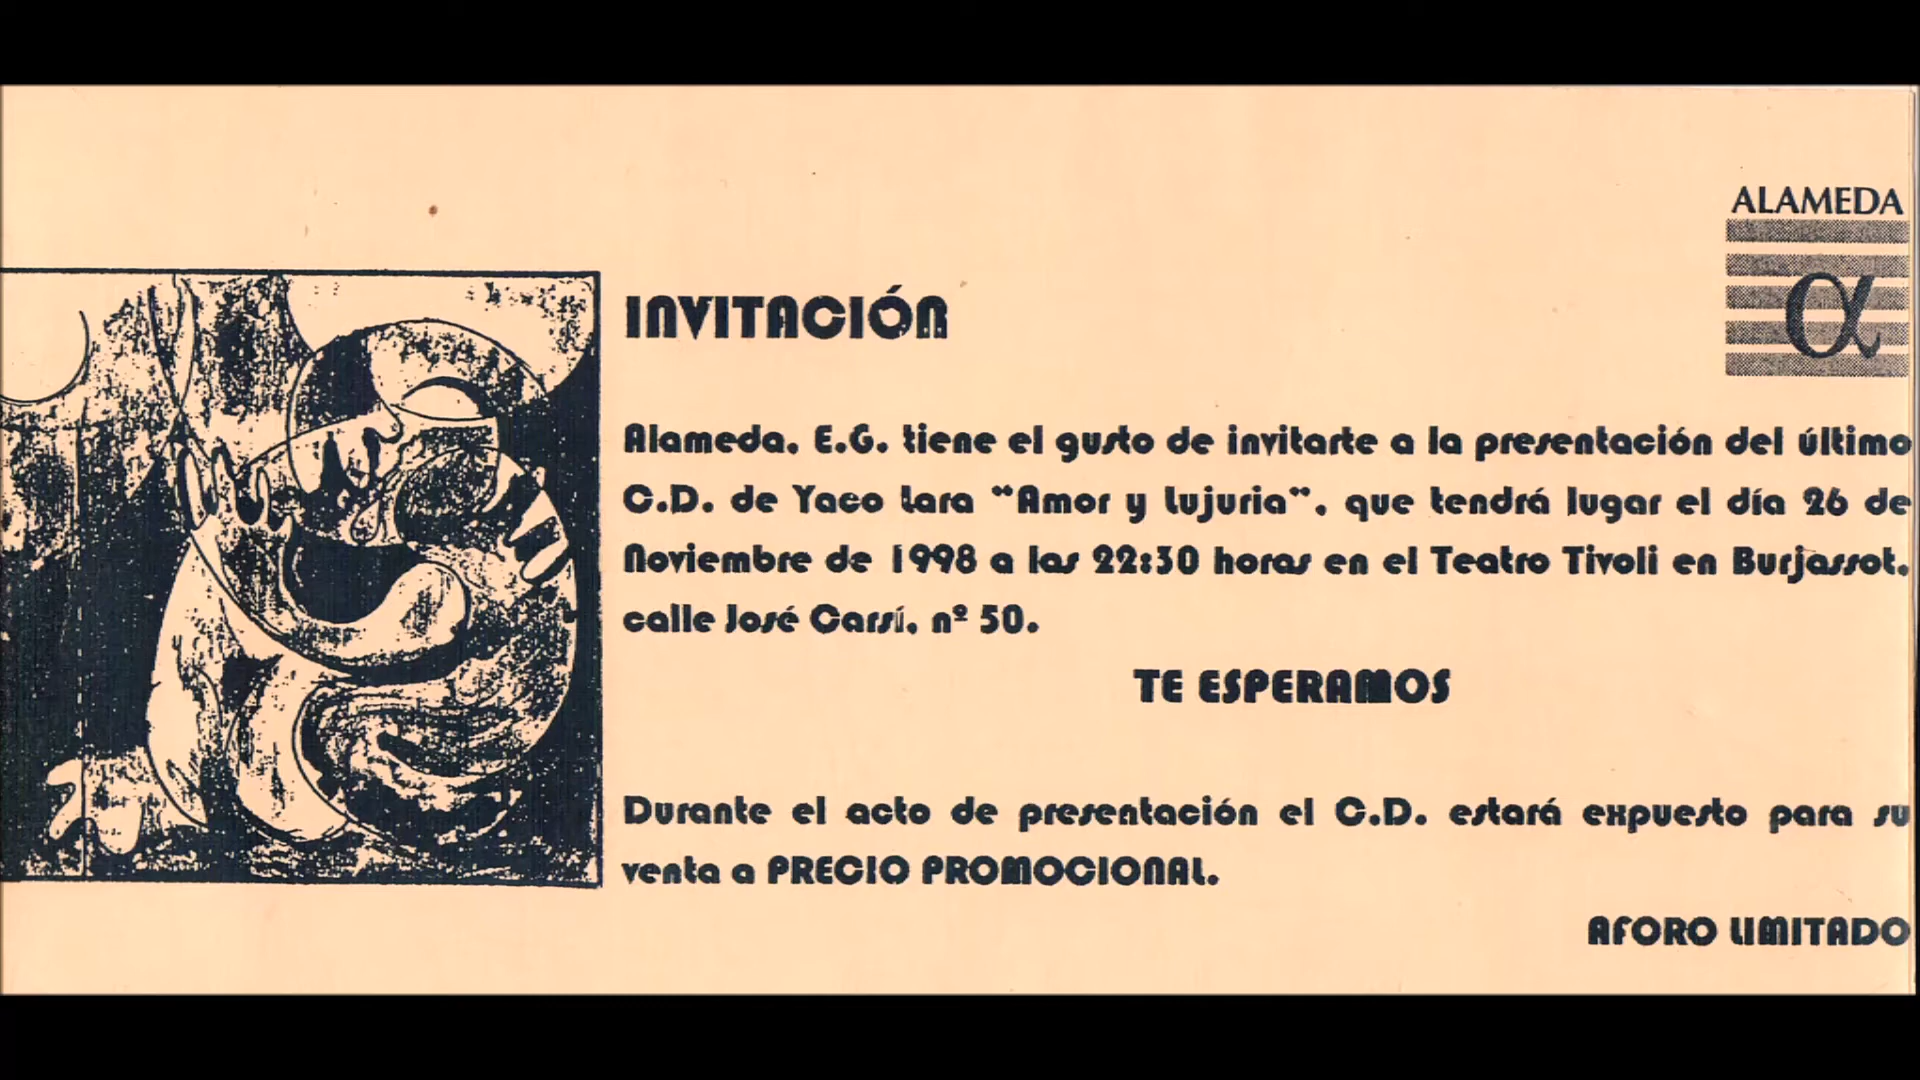 ALAMEDA
α
INVITACIÓN
Alameda, E.G. tiene el gusto de invitarte a la presentación del último
C.D. de Yaco Lara "Amor y Lujuria", que tendrá lugar el día 26 de
Noviembre de 1998 a las 22:30 horas en el Teatro Tivoli en Burjassot,
calle José Carsí, nº 50.
TE ESPERAMOS
Durante el acto de presentación el C.D. estará expuesto para su
venta a PRECIO PROMOCIONAL.
AFORO LIMITADO